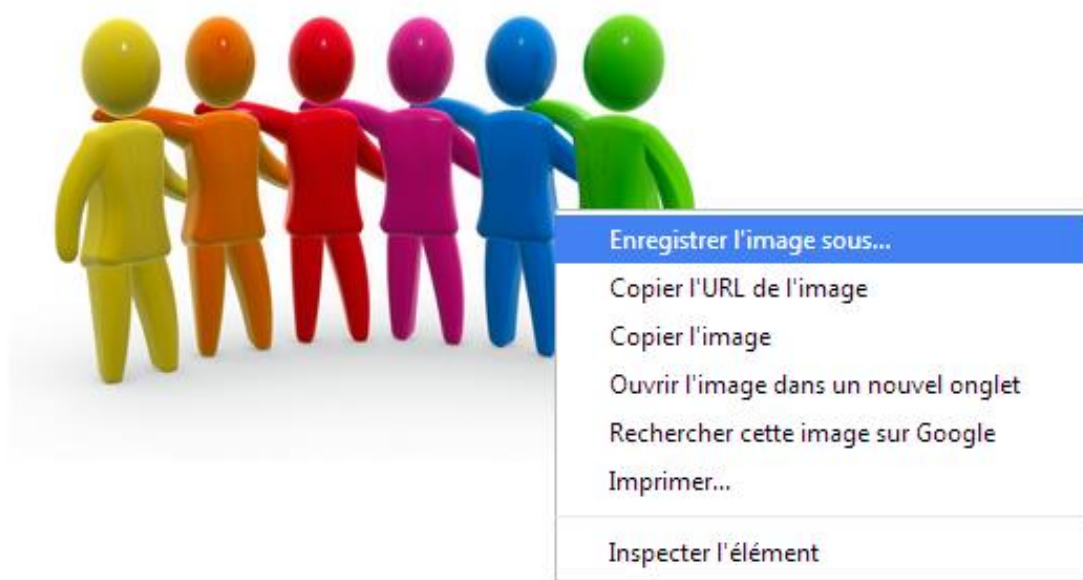 Enregistrer l'image sous...
Copier l'URL de l'image
Copier l'image
Ouvrir l'image dans un nouvel onglet
Rechercher cette image sur Google
Imprimer...
Inspecter l'élément